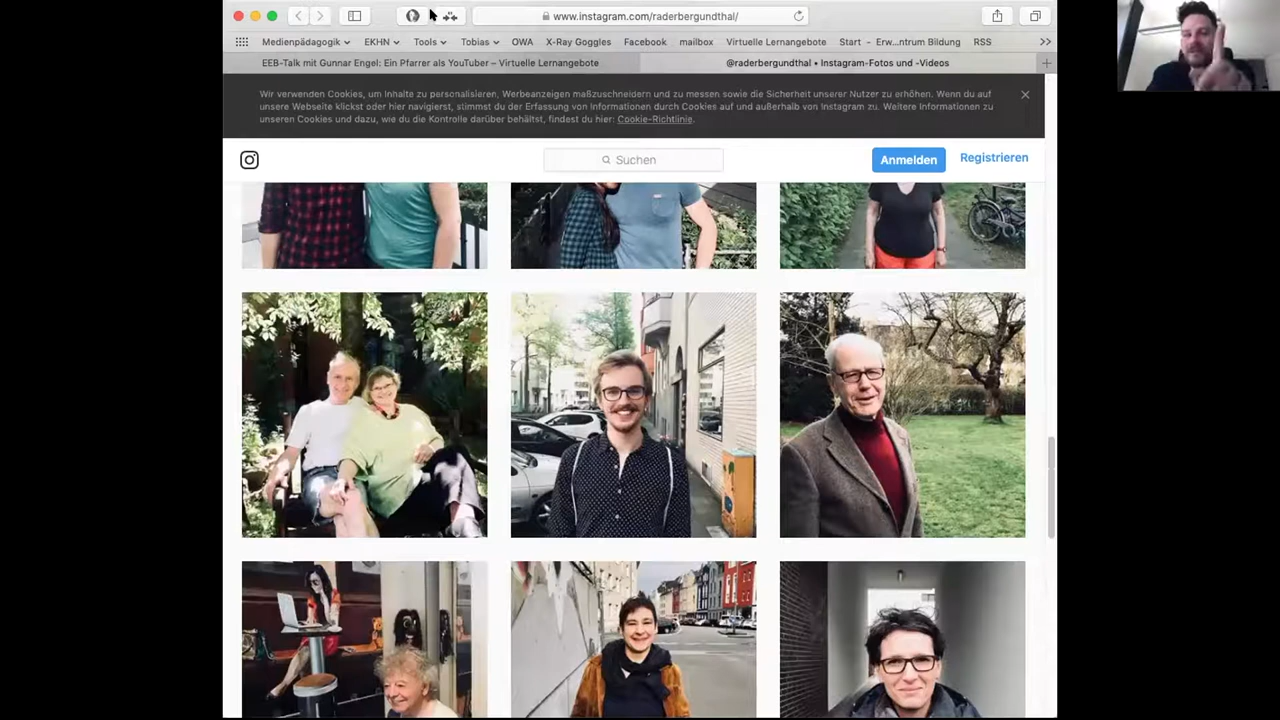 www.instagram.com/raderbergundthal/
Medienpädagogik EKHN Tools Tobias OWA X-Ray Goggles Facebook mailbox Virtuelle Lernangebote Start - Erw...ntrum Bildung RSS
EEB-Talk mit Gunnar Engel: Ein Pfarrer als YouTuber – Virtuelle Lernangebote
@raderbergundthal • Instagram-Fotos und -Videos
Wir verwenden Cookies, um Inhalte zu personalisieren, Werbeanzeigen maßzuschneidern und zu messen sowie die Sicherheit unserer Nutzer zu erhöhen. Wenn du auf
unsere Webseite klickst oder hier navigierst, stimmst du der Erfassung von Informationen durch Cookies auf und außerhalb von Instagram zu. Weitere Informationen
zu unseren Cookies und dazu, wie du die Kontrolle darüber behältst, findest du hier: Cookie-Richtlinie.
Suchen
Anmelden
Registrieren